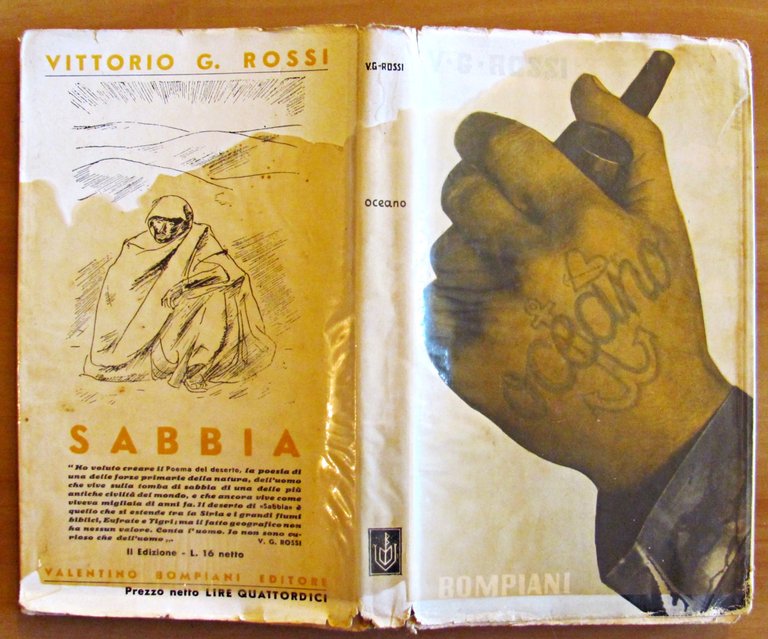 VITTORIO G. ROSSI
SABBIA
"Ho voluto creare il Poema del deserto, la poesia di
una delle forze primarie della natura, dell'uomo
che vive sulla tomba di sabbia di una delle più
antiche civiltà del mondo, e che ancora vive come
viveva migliaia di anni fa. Il deserto di «Sabbia» è
quello che si estende tra la Siria e i grandi fiumi
biblici, Eufrate e Tigri; ma il fatto geografico non
ha nessun valore. Conta l'uomo. Io non sono cu-
rioso che dell'uomo „. V. G. ROSSI
II Edizione - L. 16 netto
VALENTINO BOMPIANI EDITORE
Prezzo netto LIRE QUATTORDICI
V.G-ROSSI
oceano
V·G·ROSSI
oceano
BOMPIANI